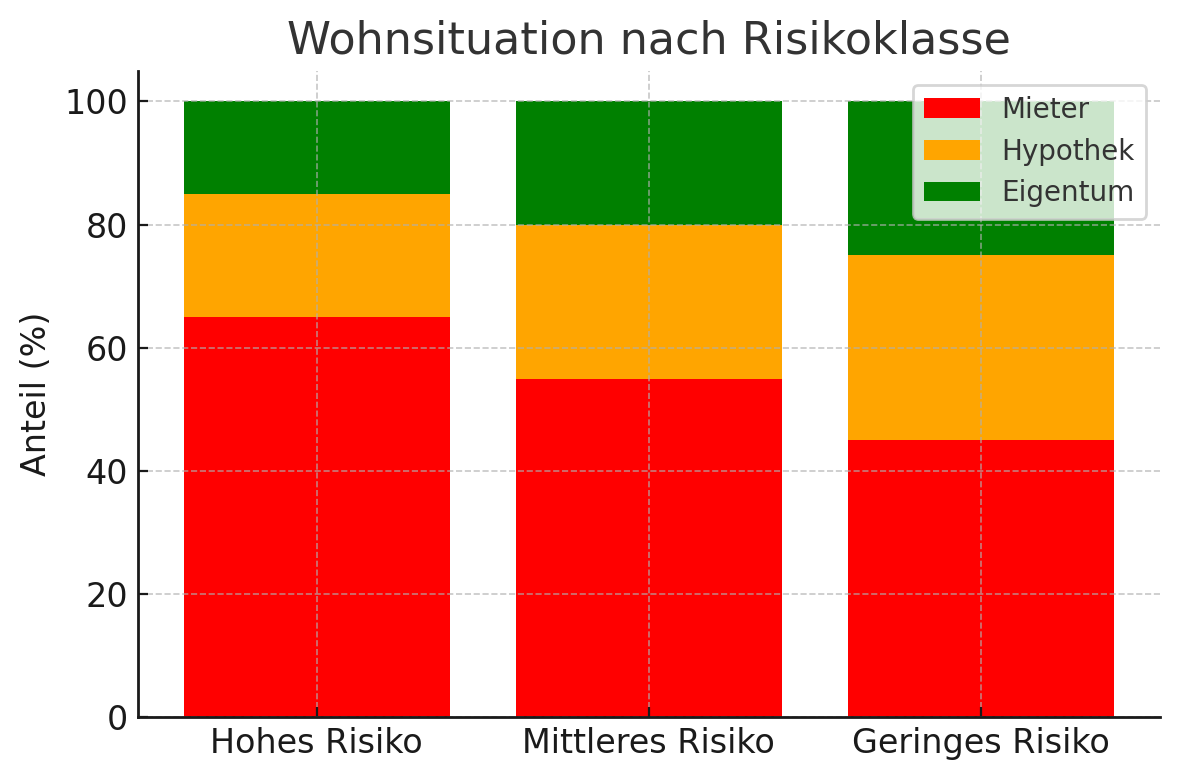 Wohnsituation nach Risikoklasse
Anteil (%)
100
80
60
40
20
0
Mieter
Hypothek
Eigentum
Hohes Risiko
Mittleres Risiko
Geringes Risiko